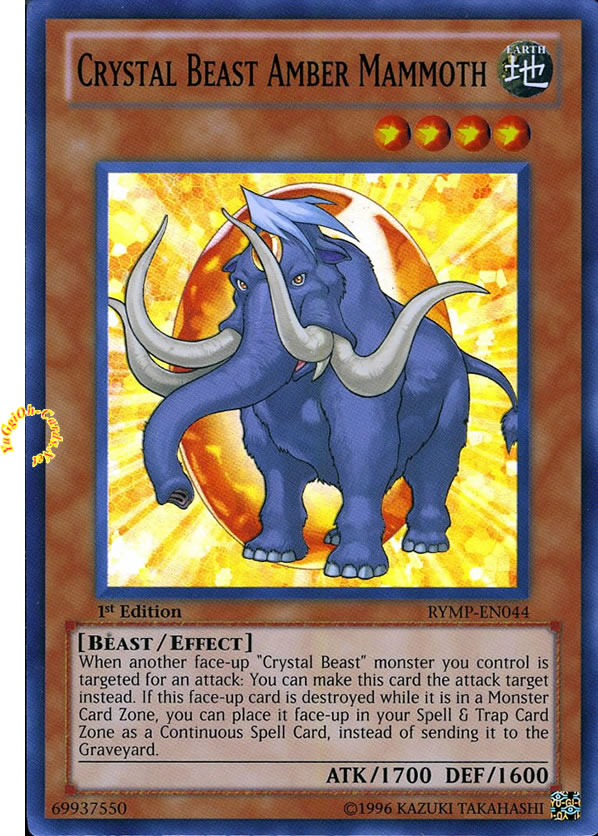 CRYSTAL BEAST AMBER MAMMOTH
EARTH
地
YuGgiOh-Cards.Net
1st Edition
RYMP-EN044
[BEAST / EFFECT]
When another face-up "Crystal Beast" monster you control is
targeted for an attack: You can make this card the attack target
instead. If this face-up card is destroyed while it is in a Monster
Card Zone, you can place it face-up in your Spell & Trap Card
Zone as a Continuous Spell Card, instead of sending it to the
Graveyard.
ATK/1700 DEF/1600
69937550
©1996 KAZUKI TAKAHASHI